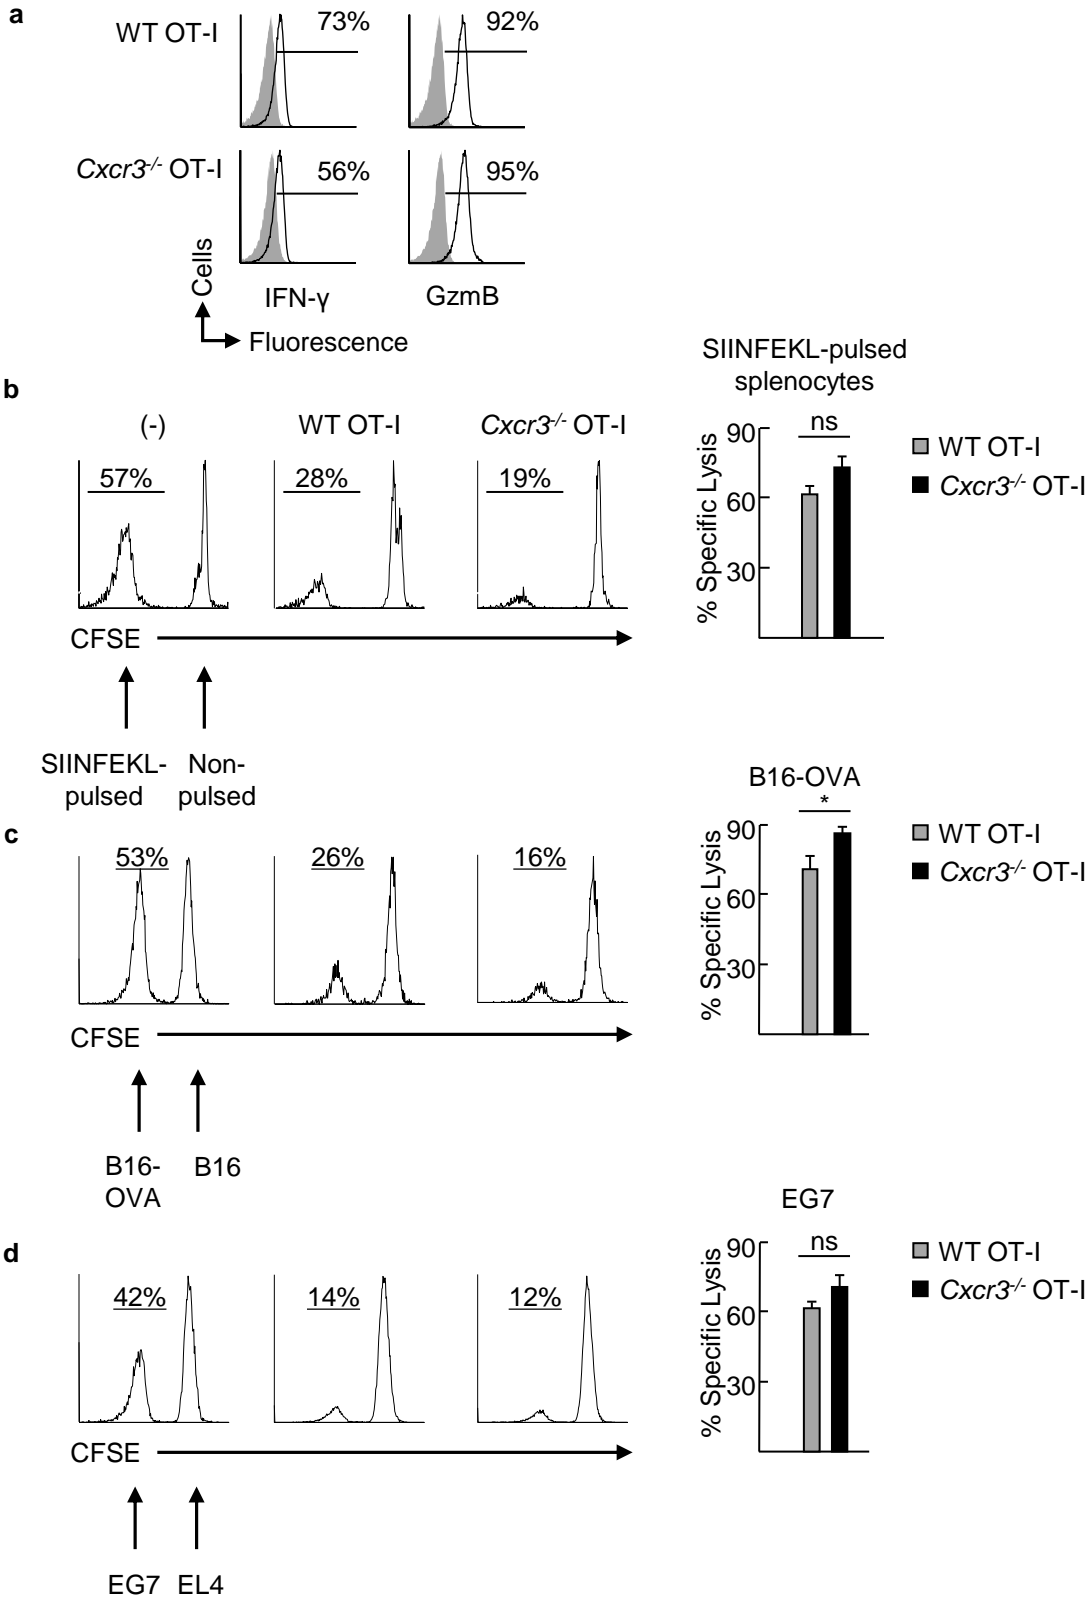 a
WT OT-I
73%
92%
Cxcr3-/- OT-I
56%
95%
Cells
IFN-γ
GzmB
Fluorescence
b
(-)
WT OT-I
Cxcr3-/- OT-I
57%
28%
19%
CFSE
SIINFEKL-
pulsed
Non-
pulsed
SIINFEKL-pulsed
splenocytes
% Specific Lysis
90
60
30
ns
WT OT-I
Cxcr3-/- OT-I
c
53%
26%
16%
CFSE
B16-
OVA
B16
B16-OVA
% Specific Lysis
90
60
30
*
WT OT-I
Cxcr3-/- OT-I
d
42%
14%
12%
CFSE
EG7
EL4
EG7
% Specific Lysis
90
60
30
ns
WT OT-I
Cxcr3-/- OT-I